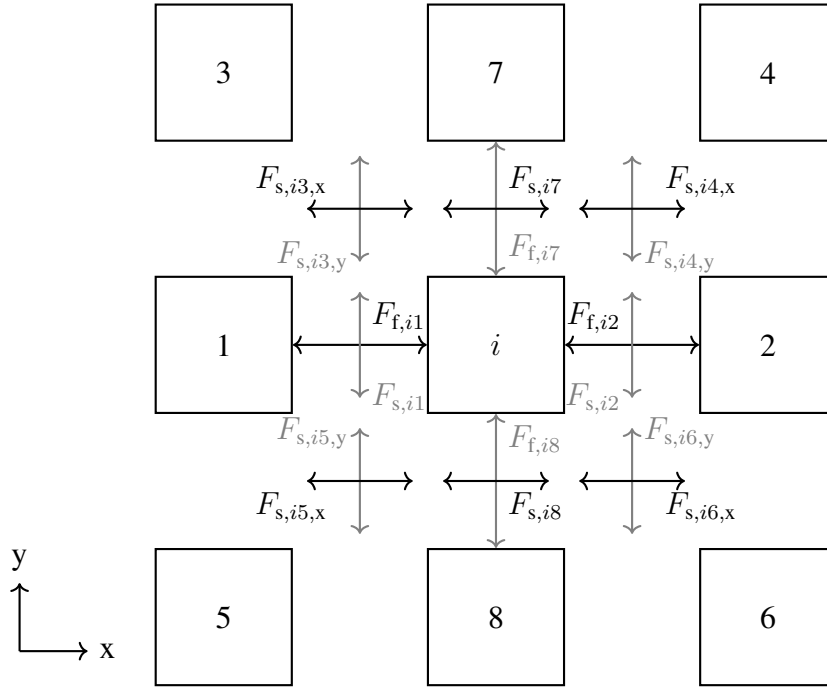 3 7 4
F_{s,i3,x} F_{s,i7} F_{s,i4,x}
F_{s,i3,y} F_{f,i7} F_{s,i4,y}
F_{f,i1} F_{f,i2}
1 i 2
F_{s,i1} F_{s,i2}
F_{s,i5,y} F_{f,i8} F_{s,i6,y}
F_{s,i5,x} F_{s,i8} F_{s,i6,x}
y
5 8 6
x